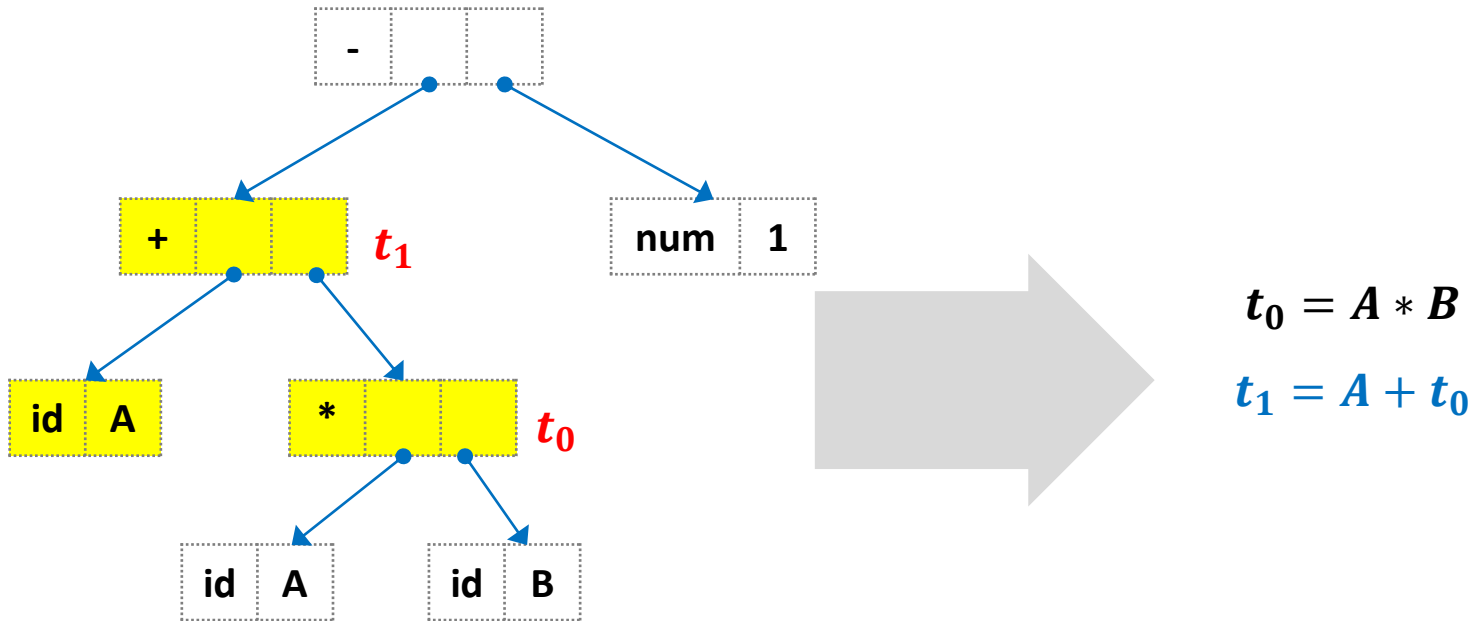 -
+ t₁ num 1
t₀ = A * B
t₁ = A + t₀
id A * t₀
id A id B